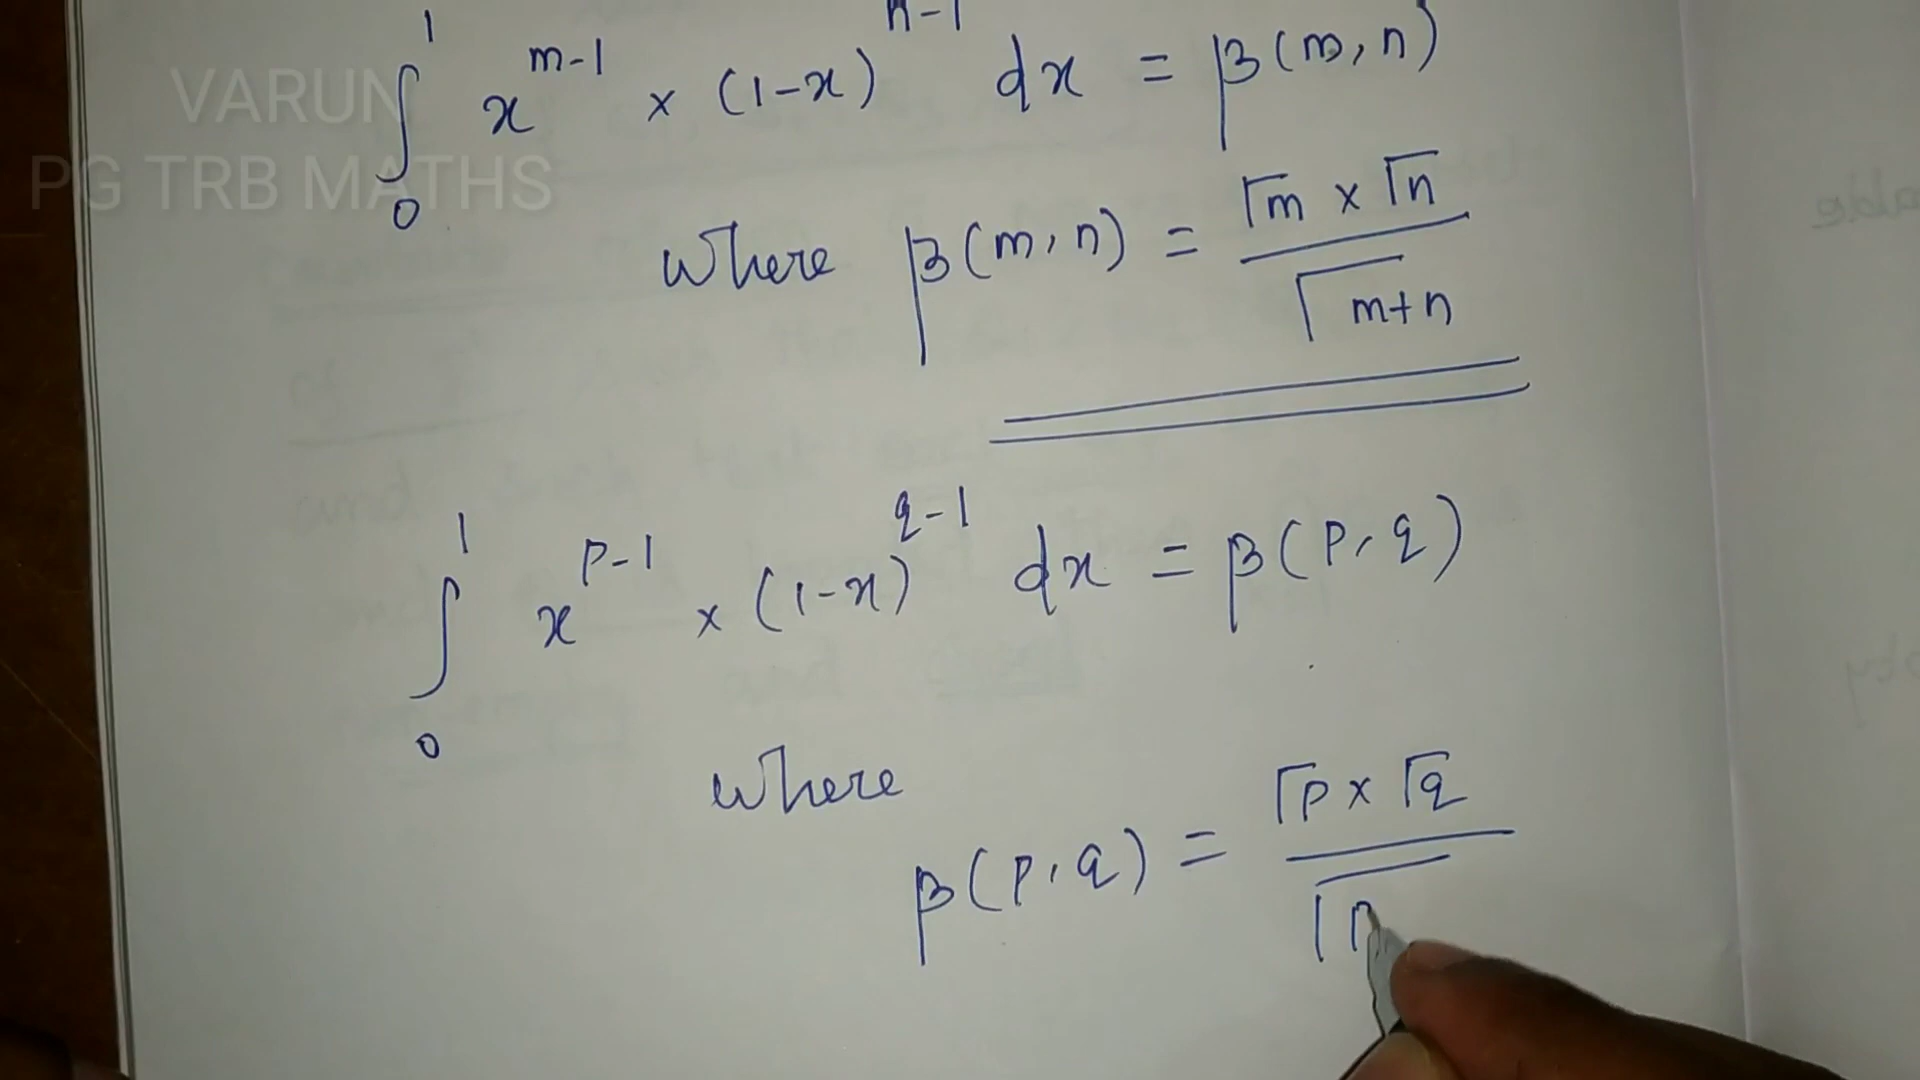 VARUN
PG TRB MATHS
∫₀¹ x^(m-1) × (1-x)^(n-1) dx = β(m, n)
where β(m, n) = Γm × Γn / Γm+n
∫₀¹ x^(p-1) × (1-x)^(q-1) dx = β(p, q)
where
β(p, q) = Γp × Γq / Γ